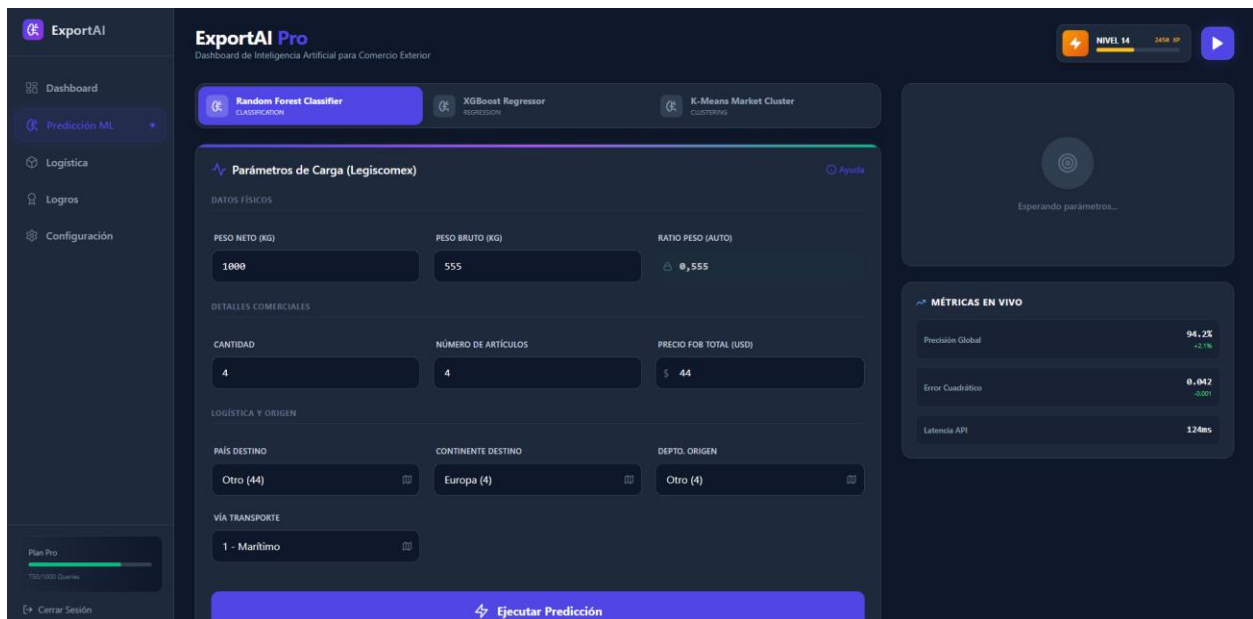 ExportAI
Dashboard
Predicción ML
Logística
Logros
Configuración
Plan Pro
750/1000 Queries
Cerrar Sesión
ExportAI Pro
Dashboard de Inteligencia Artificial para Comercio Exterior
NIVEL 14 2450 XP
Random Forest Classifier
CLASSIFICATION
XGBoost Regressor
REGRESSION
K-Means Market Cluster
CLUSTERING
Parámetros de Carga (Legiscomex) Ayuda
DATOS FÍSICOS
PESO NETO (KG) PESO BRUTO (KG) RATIO PESO (AUTO)
1000 555 0,555
DETALLES COMERCIALES
CANTIDAD NÚMERO DE ARTÍCULOS PRECIO FOB TOTAL (USD)
4 4 $ 44
LOGÍSTICA Y ORIGEN
PAÍS DESTINO CONTINENTE DESTINO DEPTO. ORIGEN
Otro (44) Europa (4) Otro (4)
VÍA TRANSPORTE
1 - Marítimo
Ejecutar Predicción
Esperando parámetros...
MÉTRICAS EN VIVO
Precisión Global 94.2%
+2.1%
Error Cuadrático 0.042
-0.001
Latencia API 124ms